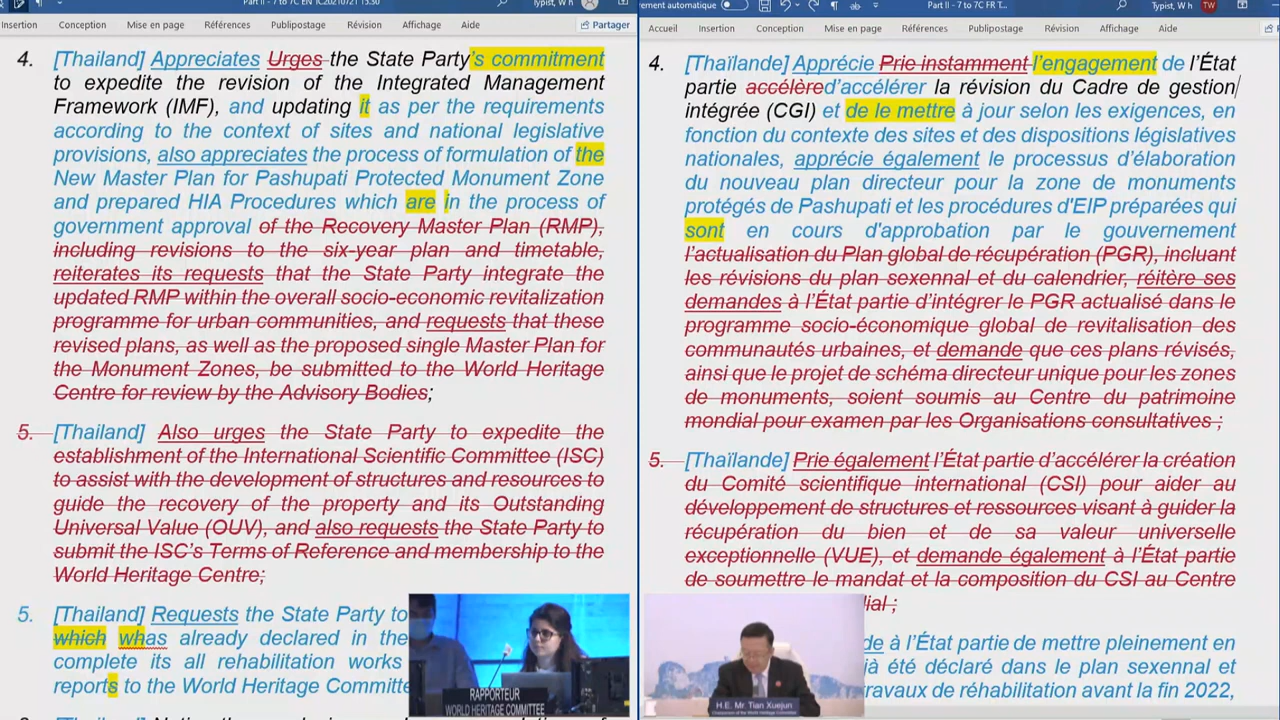 Part II - 7 to 7C EN 1C20210721 15.30
Typist, W h
Insertion Conception Mise en page Références Publipostage Révision Affichage Aide Partager
4. [Thailand] Appreciates Urges the State Party's commitment
to expedite the revision of the Integrated Management
Framework (IMF), and updating it as per the requirements
according to the context of sites and national legislative
provisions, also appreciates the process of formulation of the
New Master Plan for Pashupati Protected Monument Zone
and prepared HIA Procedures which are in the process of
government approval of the Recovery Master Plan (RMP),
including revisions to the six-year plan and timetable,
reiterates its requests that the State Party integrate the
updated RMP within the overall socio-economic revitalization
programme for urban communities, and requests that these
revised plans, as well as the proposed single Master Plan for
the Monument Zones, be submitted to the World Heritage
Centre for review by the Advisory Bodies;
5. [Thailand] Also urges the State Party to expedite the
establishment of the International Scientific Committee (ISC)
to assist with the development of structures and resources to
guide the recovery of the property and its Outstanding
Universal Value (OUV), and also requests the State Party to
submit the ISC's Terms of Reference and membership to the
World Heritage Centre;
5. [Thailand] Requests the State Party to
which whas already declared in the
complete its all rehabilitation works
reports to the World Heritage Committe
RAPPORTEUR
WORLD HERITAGE COMMITTEE
ement automatique Part II - 7 to 7C FR T... Typist, W h TW
Accueil Insertion Conception Mise en page Références Publipostage Révision Affichage Aide
4. [Thaïlande] Apprécie Prie instamment l'engagement de l'État
partie accélère d'accélérer la révision du Cadre de gestion
intégrée (CGI) et de le mettre à jour selon les exigences, en
fonction du contexte des sites et des dispositions législatives
nationales, apprécie également le processus d'élaboration
du nouveau plan directeur pour la zone de monuments
protégés de Pashupati et les procédures d'EIP préparées qui
sont en cours d'approbation par le gouvernement
l'actualisation du Plan global de récupération (PGR), incluant
les révisions du plan sexennal et du calendrier, réitère ses
demandes à l'État partie d'intégrer le PGR actualisé dans le
programme socio-économique global de revitalisation des
communautés urbaines, et demande que ces plans révisés,
ainsi que le projet de schéma directeur unique pour les zones
de monuments, soient soumis au Centre du patrimoine
mondial pour examen par les Organisations consultatives ;
5. [Thaïlande] Prie également l'État partie d'accélérer la création
du Comité scientifique international (CSI) pour aider au
développement de structures et ressources visant à guider la
récupération du bien et de sa valeur universelle
exceptionnelle (VUE), et demande également à l'État partie
de soumettre le mandat et la composition du CSI au Centre
dial ;
de à l'État partie de mettre pleinement en
jà été déclaré dans le plan sexennal et
ravaux de réhabilitation avant la fin 2022,
H.E. Mr. Tian Xuejun